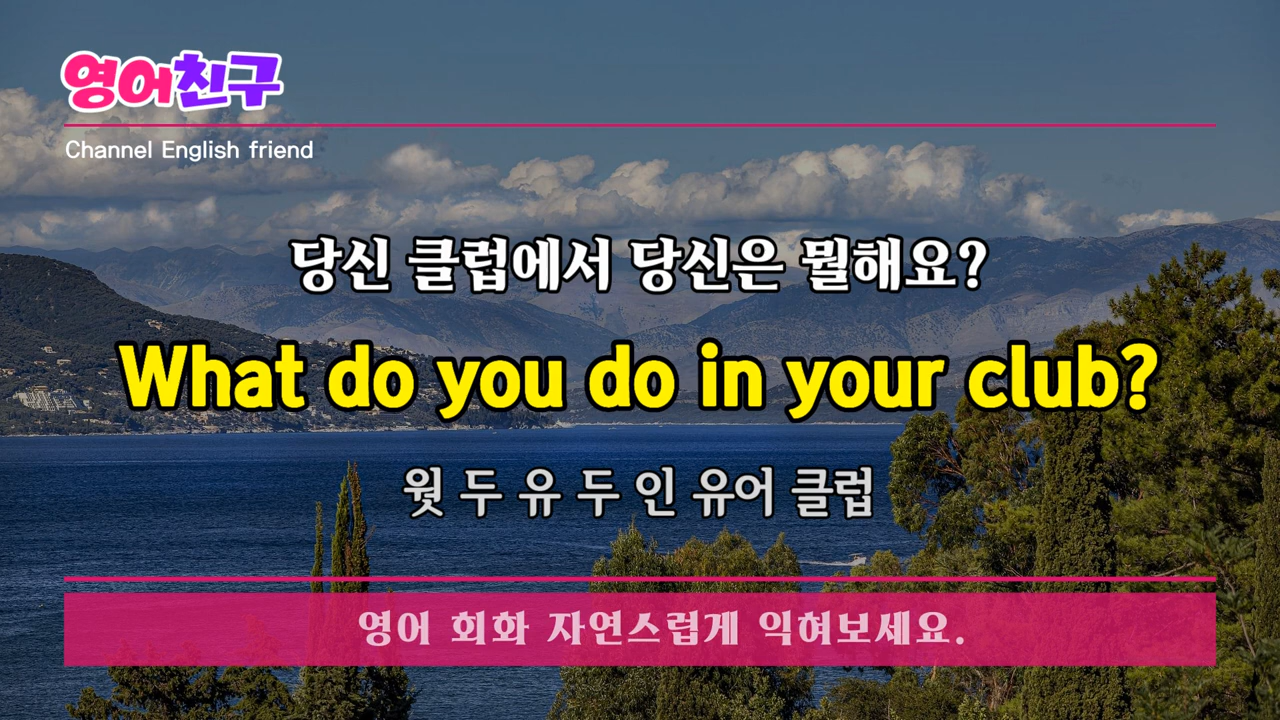 영어친구
Channel English friend
당신 클럽에서 당신은 뭘해요?
What do you do in your club?
웟 두 유 두 인 유어 클럽
영어 회화 자연스럽게 익혀보세요.